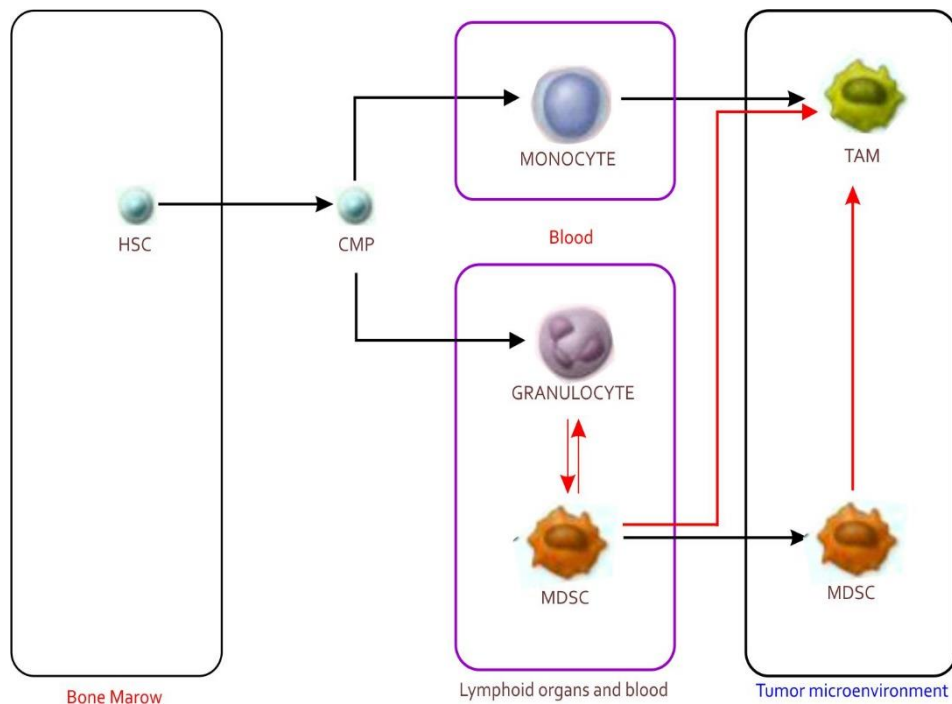 MONOCYTE
TAM
HSC
CMP
Blood
GRANULOCYTE
MDSC
MDSC
Bone Marow
Lymphoid organs and blood
Tumor microenvironment